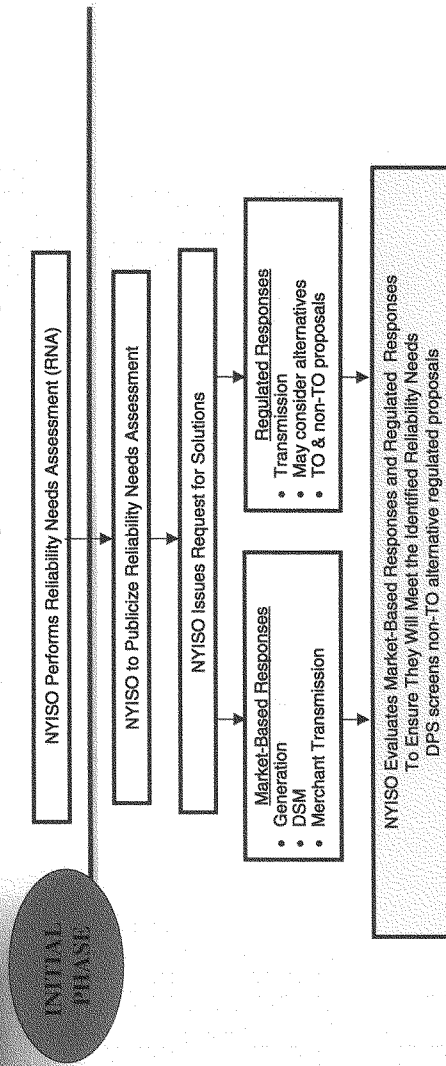 INITIAL
PHASE
NYISO Performs Reliability Needs Assessment (RNA)
NYISO to Publicize Reliability Needs Assessment
NYISO Issues Request for Solutions
Market-Based Responses
• Generation
• DSM
• Merchant Transmission
Regulated Responses
• Transmission
• May consider alternatives
• TO & non-TO proposals
NYISO Evaluates Market-Based Responses and Regulated Responses
To Ensure They Will Meet the Identified Reliability Needs
DPS screens non-TO alternative regulated proposals